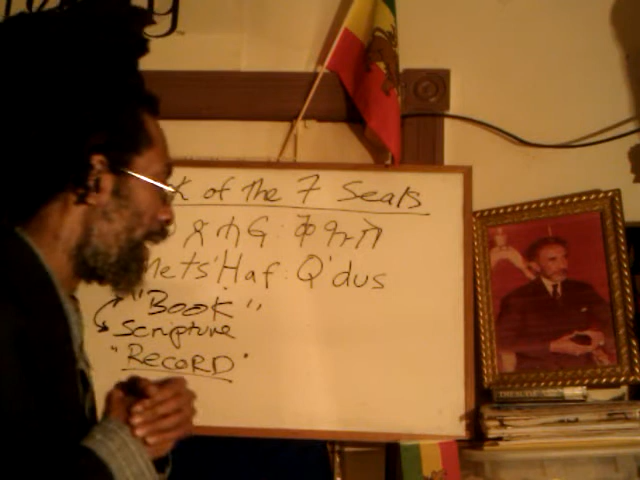 k of the 7 Seals
ጽሐፍ : ቅዱስ
Mets'Haf : Q'dus
"BOOK"
Scripture
"RECORD"